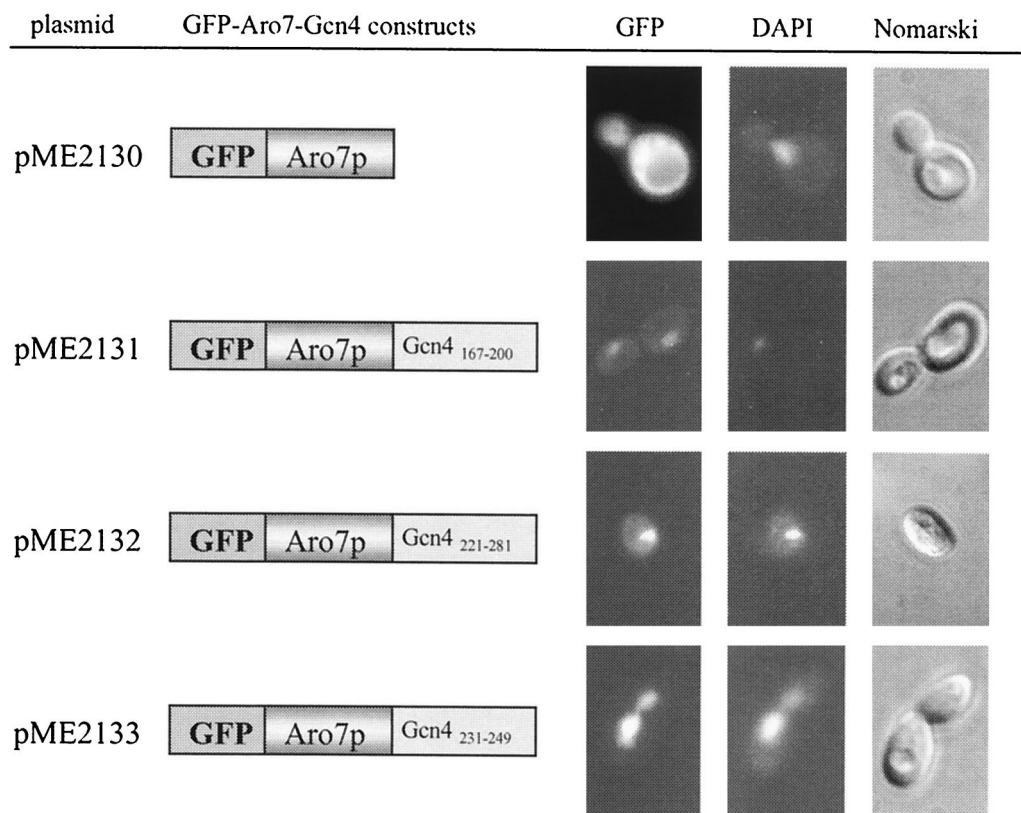 plasmid GFP-Aro7-Gcn4 constructs GFP DAPI Nomarski
pME2130 GFP Aro7p
pME2131 GFP Aro7p Gcn4 167-200
pME2132 GFP Aro7p Gcn4 221-281
pME2133 GFP Aro7p Gcn4 231-249